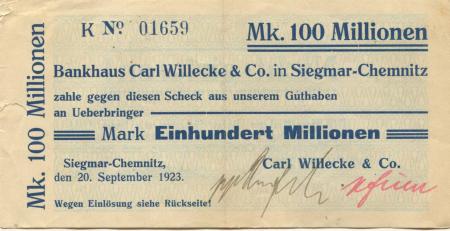 K No. 01659
Mk. 100 Millionen
Mk. 100 Millionen
Bankhaus Carl Willecke & Co. in Siegmar-Chemnitz
zahle gegen diesen Scheck aus unserem Guthaben
an Ueberbringer
Mark Einhundert Millionen
Siegmar-Chemnitz,
den 20. September 1923.
Carl Willecke & Co.
Wegen Einlösung siehe Rückseite!